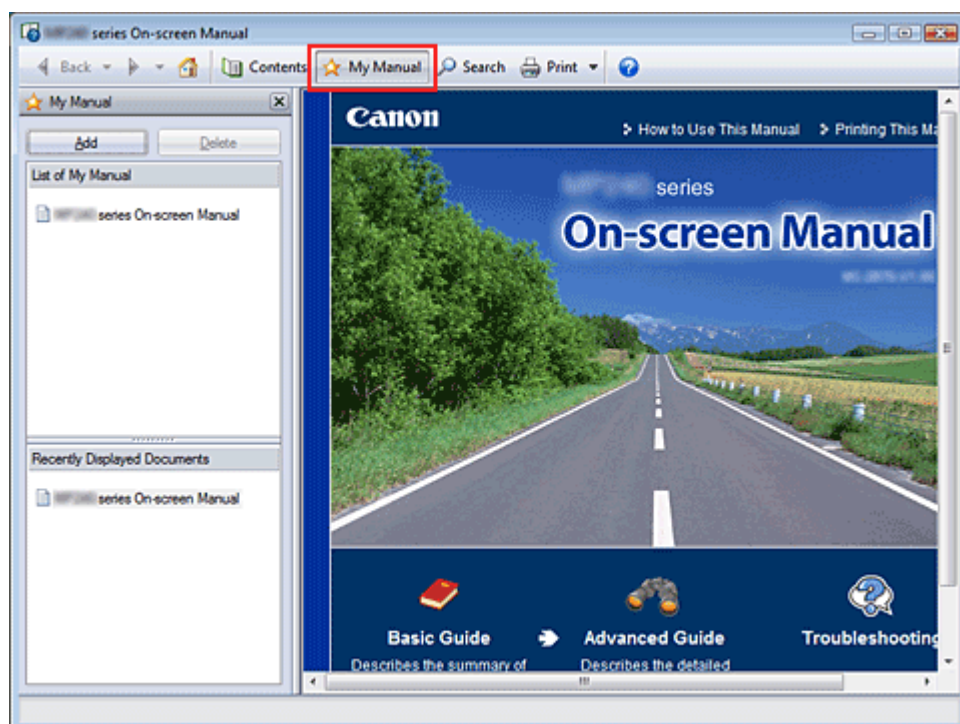 series On-screen Manual
Back
Contents
My Manual
Search
Print
My Manual
Add
Delete
List of My Manual
series On-screen Manual
Recently Displayed Documents
series On-screen Manual
Canon
How to Use This Manual
Printing This Ma
series
On-screen Manual
Basic Guide
Advanced Guide
Troubleshooting
Describes the summary of
Describes the detailed